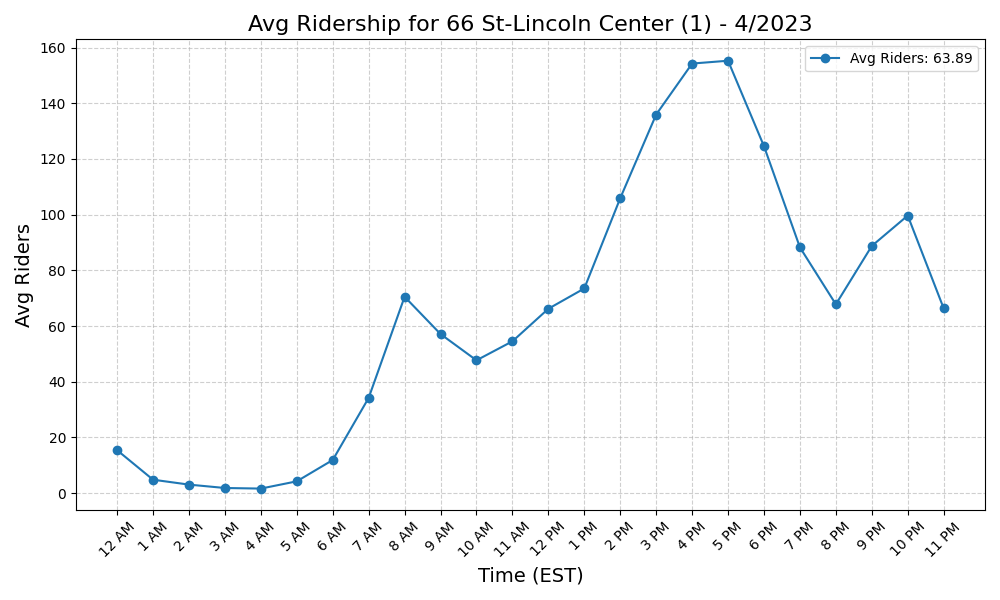 Avg Ridership for 66 St-Lincoln Center (1) - 4/2023
Avg Riders: 63.89
160
140
120
100
80
60
40
20
0
Avg Riders
12 AM
1 AM
2 AM
3 AM
4 AM
5 AM
6 AM
7 AM
8 AM
9 AM
10 AM
11 AM
12 PM
1 PM
2 PM
3 PM
4 PM
5 PM
6 PM
7 PM
8 PM
9 PM
10 PM
11 PM
Time (EST)